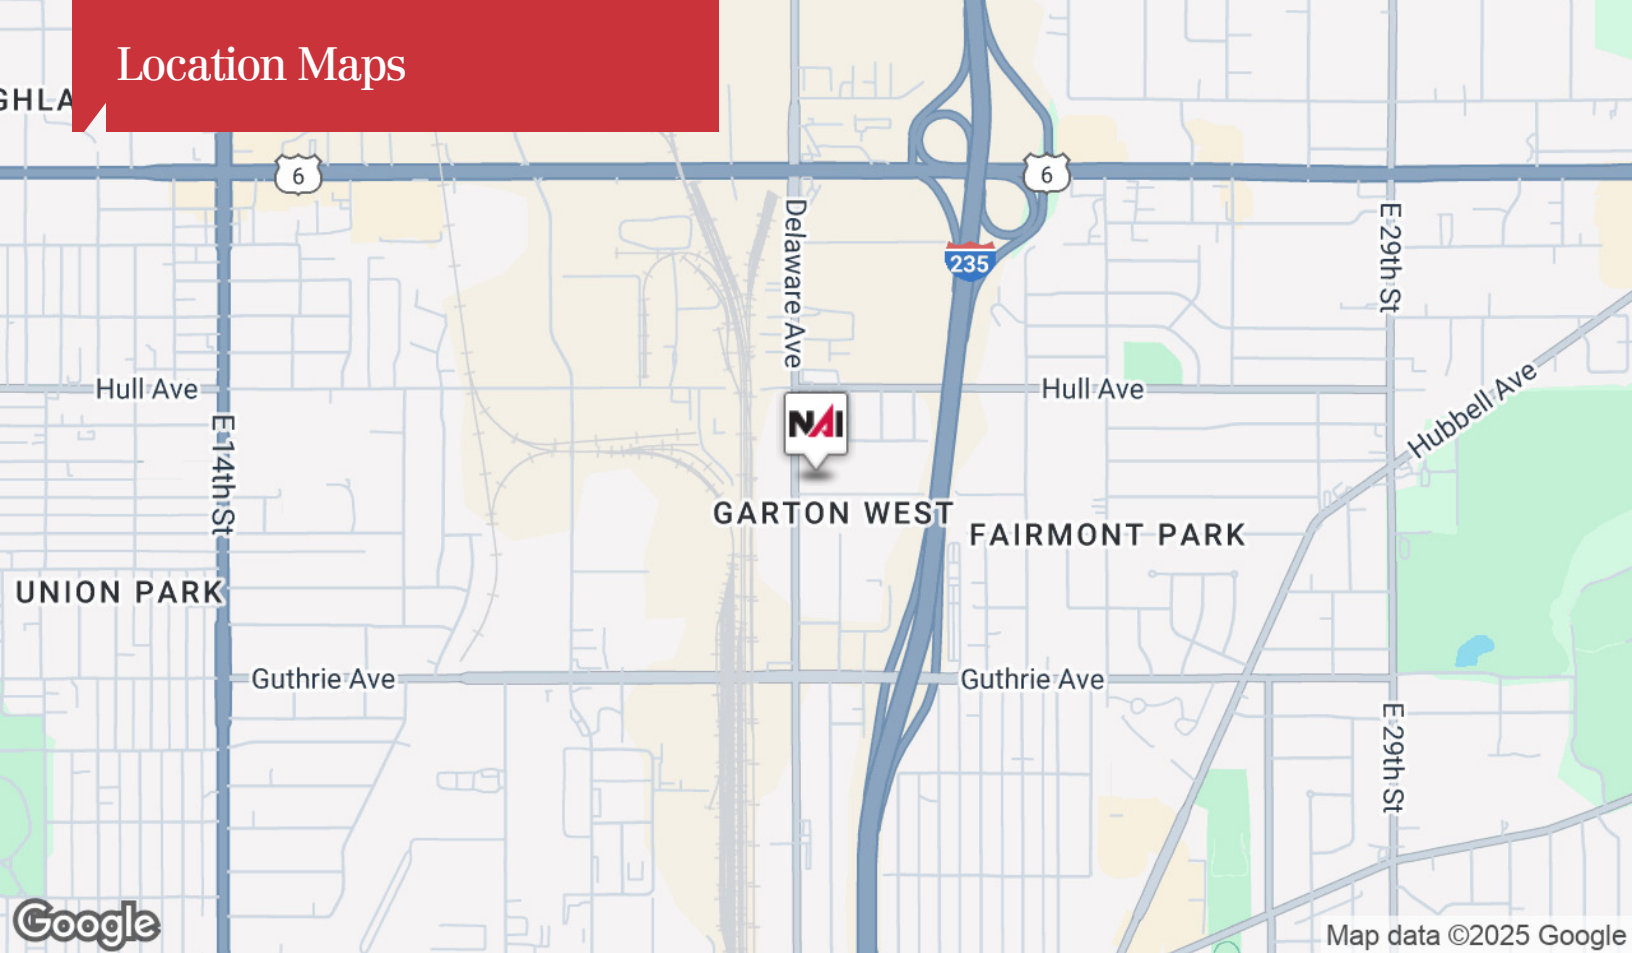 Location Maps
GHLA
6
6
Delaware Ave
E 29th St
235
Hull Ave
Hull Ave
Hubbell Ave
NAI
E 14th St
GARTON WEST
FAIRMONT PARK
UNION PARK
Guthrie Ave
Guthrie Ave
E 29th St
Google
Map data ©2025 Google